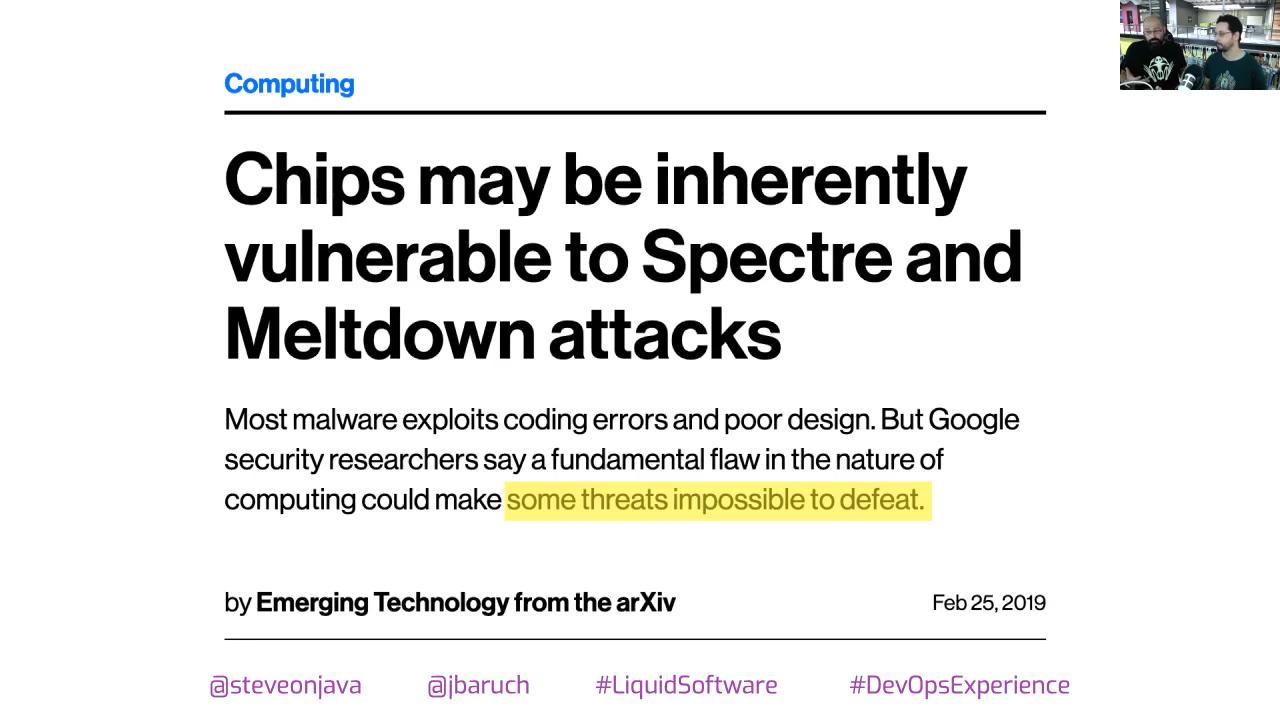 Computing
Chips may be inherently
vulnerable to Spectre and
Meltdown attacks
Most malware exploits coding errors and poor design. But Google
security researchers say a fundamental flaw in the nature of
computing could make some threats impossible to defeat.
by Emerging Technology from the arXiv
Feb 25, 2019
@steveonjava @jbaruch #LiquidSoftware #DevOpsExperience